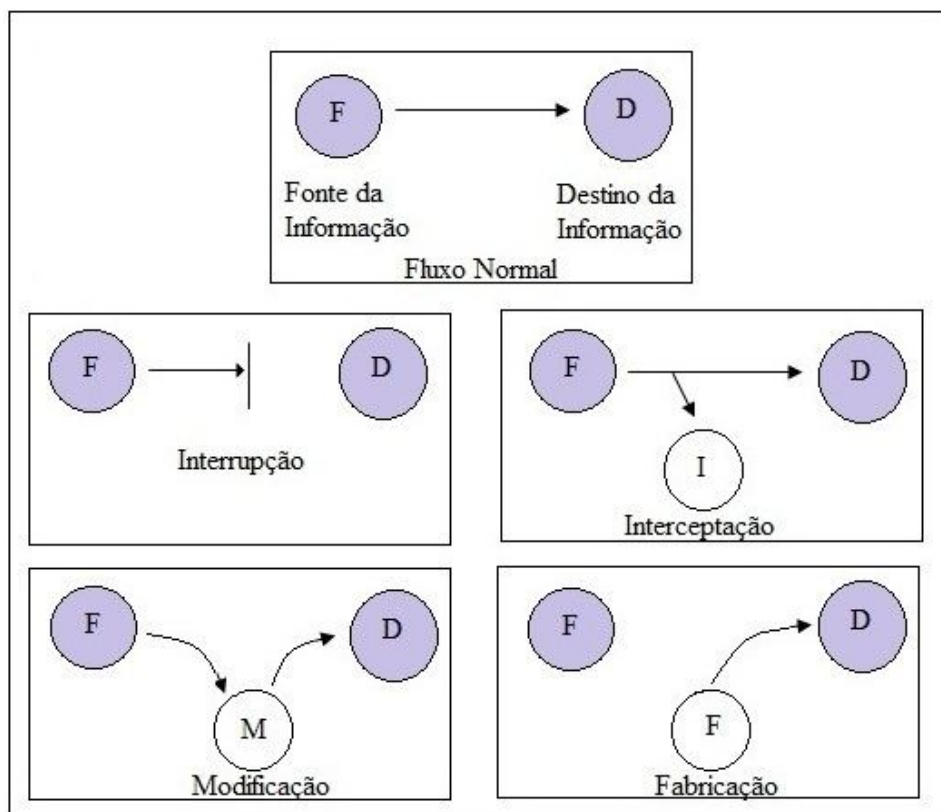 F
D
Fonte da
Informação
Destino da
Informação
Fluxo Normal
F
D
Interrupção
F
D
I
Interceptação
F
D
M
Modificação
F
D
F
Fabricação